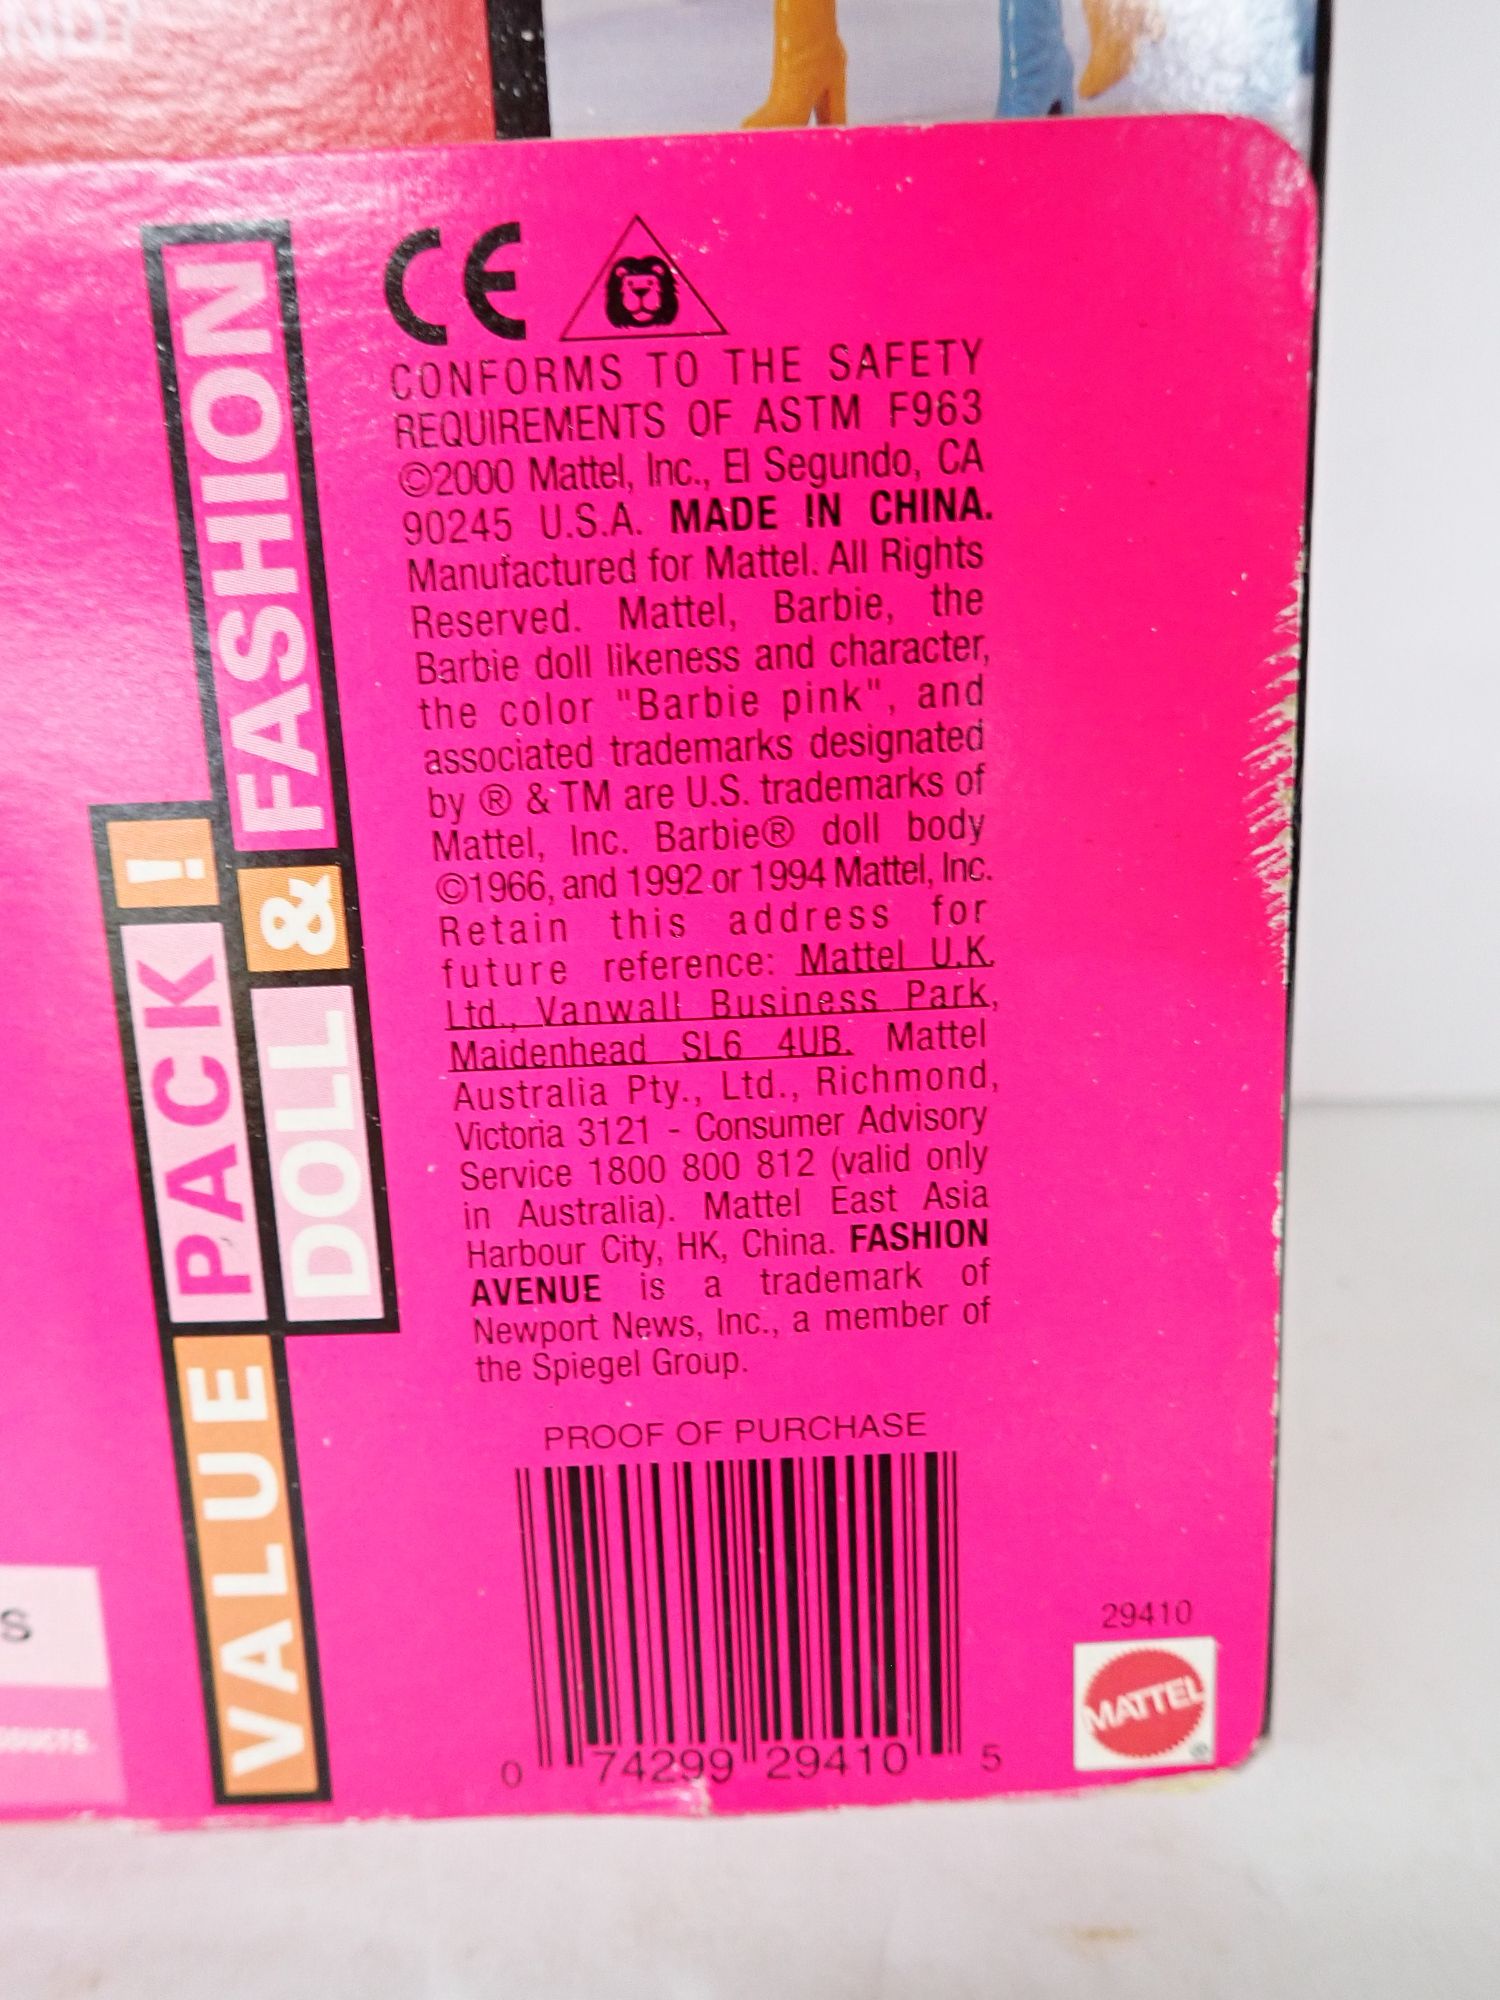 CE
CONFORMS TO THE SAFETY
REQUIREMENTS OF ASTM F963
©2000 Mattel, Inc., El Segundo, CA
90245 U.S.A. MADE IN CHINA.
Manufactured for Mattel. All Rights
Reserved. Mattel, Barbie, the
Barbie doll likeness and character,
the color "Barbie pink", and
associated trademarks designated
by ® & TM are U.S. trademarks of
Mattel, Inc. Barbie® doll body
©1966, and 1992 or 1994 Mattel, Inc.
Retain this address for
future reference: Mattel U.K.
Ltd., Vanwall Business Park,
Maidenhead SL6 4UB. Mattel
Australia Pty., Ltd., Richmond,
Victoria 3121 - Consumer Advisory
Service 1800 800 812 (valid only
in Australia). Mattel East Asia
Harbour City, HK, China. FASHION
AVENUE is a trademark of
Newport News, Inc., a member of
the Spiegel Group.
PROOF OF PURCHASE
0 74299 29410 5
29410
MATTEL
®
VALUE PACK!
DOLL & FASHION
S